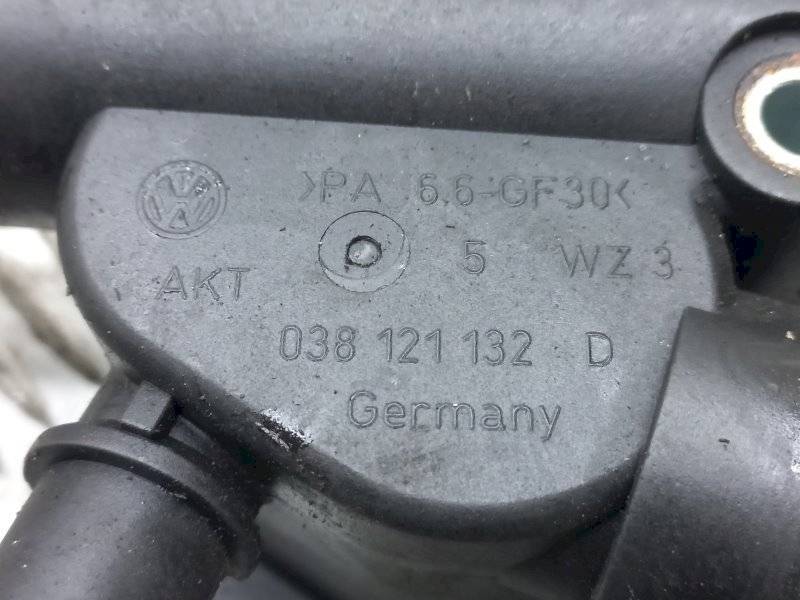 >PA 6.6-GF30<
5 WZ 3
AKT
038 121 132 D
Germany